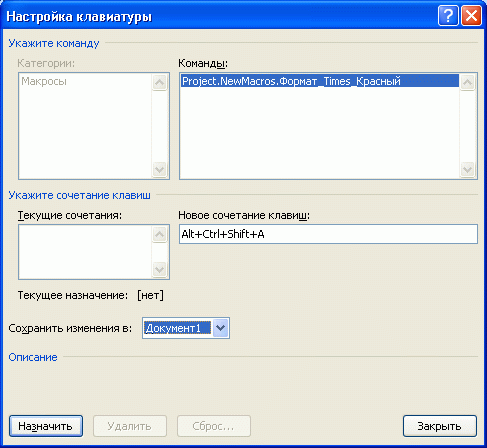 Настройка клавиатуры
Укажите команду
Категории:
Команды:
Макросы
Project.NewMacros.Формат_Times_Красный
Укажите сочетание клавиш
Текущие сочетания:
Новое сочетание клавиш:
Alt+Ctrl+Shift+A
Текущее назначение: [нет]
Сохранить изменения в: Документ1
Описание
Назначить
Удалить
Сброс...
Закрыть